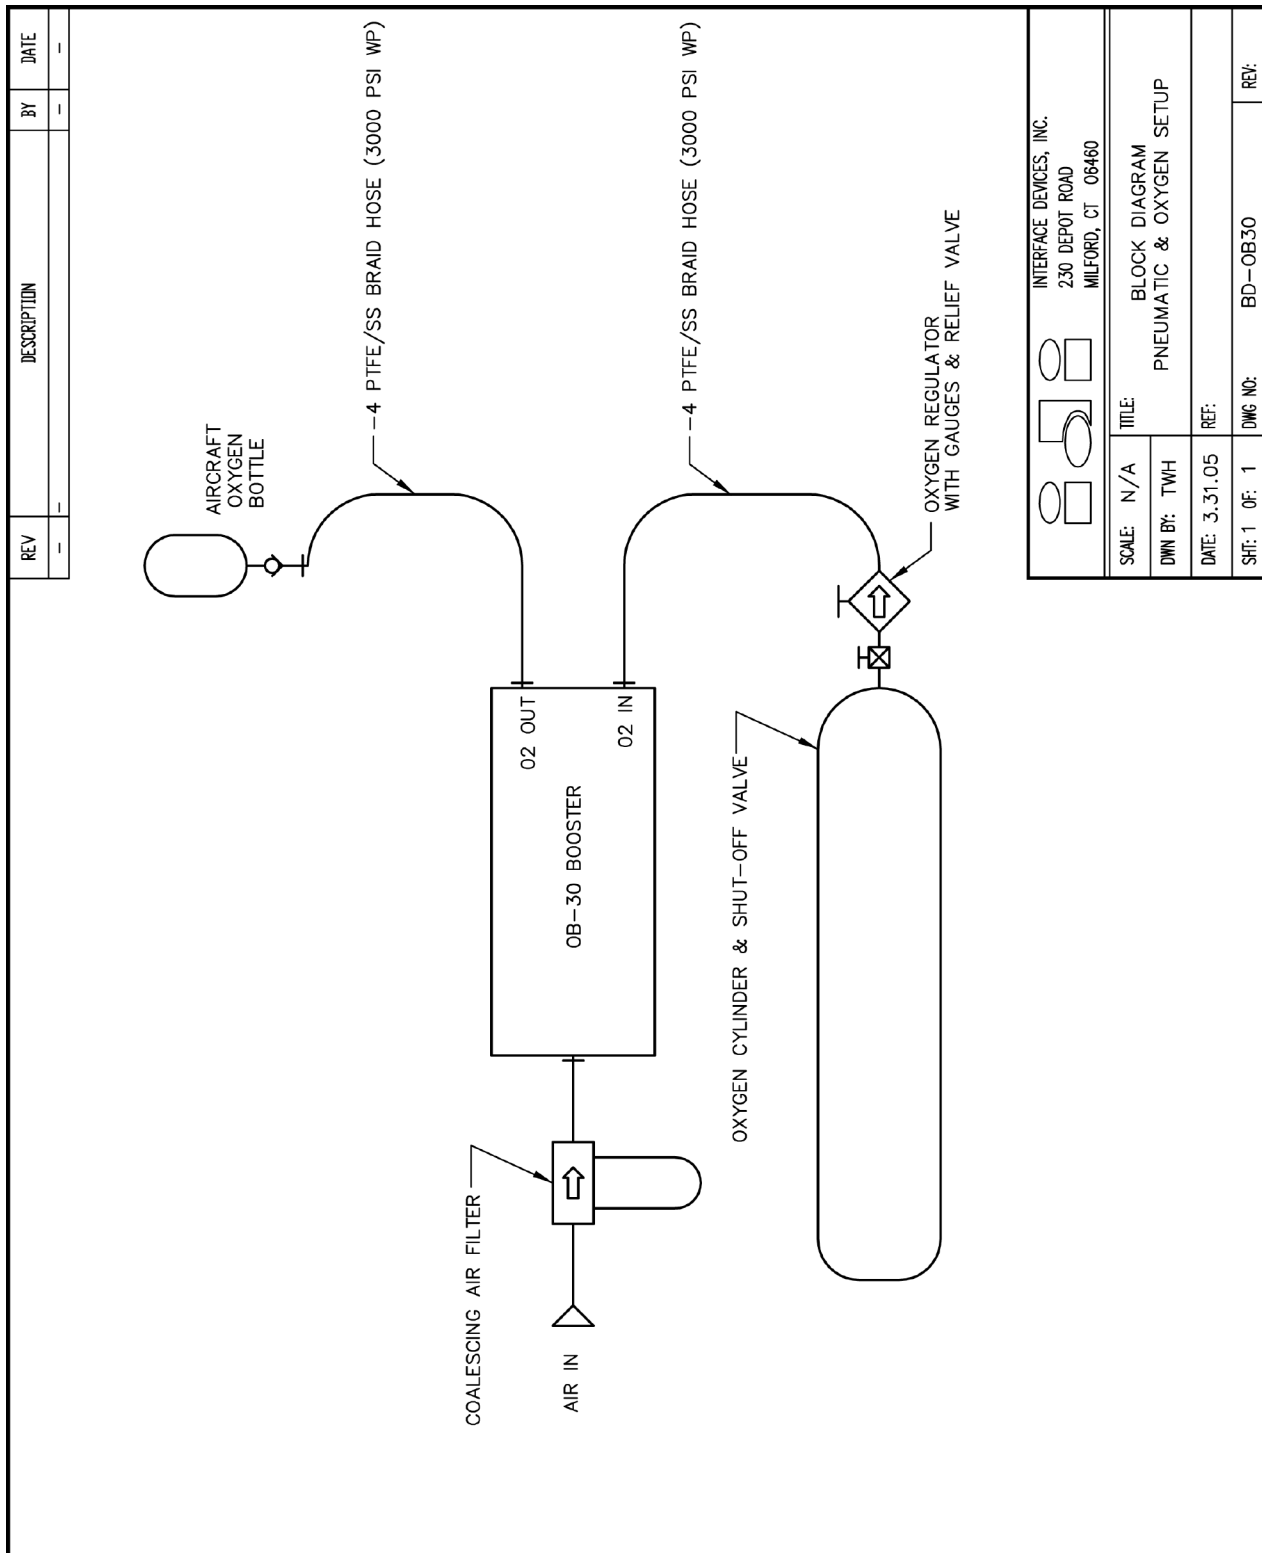 REV DESCRIPTION BY DATE
- - - -
AIRCRAFT
OXYGEN
BOTTLE
-4 PTFE/SS BRAID HOSE (3000 PSI WP)
COALESCING AIR FILTER
AIR IN
OB-30 BOOSTER
O2 OUT
O2 IN
-4 PTFE/SS BRAID HOSE (3000 PSI WP)
OXYGEN CYLINDER & SHUT-OFF VALVE
OXYGEN REGULATOR
WITH GAUGES & RELIEF VALVE
INTERFACE DEVICES, INC.
230 DEPOT ROAD
MILFORD, CT 06460
SCALE: N/A
TITLE:
BLOCK DIAGRAM
PNEUMATIC & OXYGEN SETUP
DWN BY: TWH
DATE: 3.31.05
REF:
SHT: 1 OF: 1
DWG NO: BD-OB30
REV: